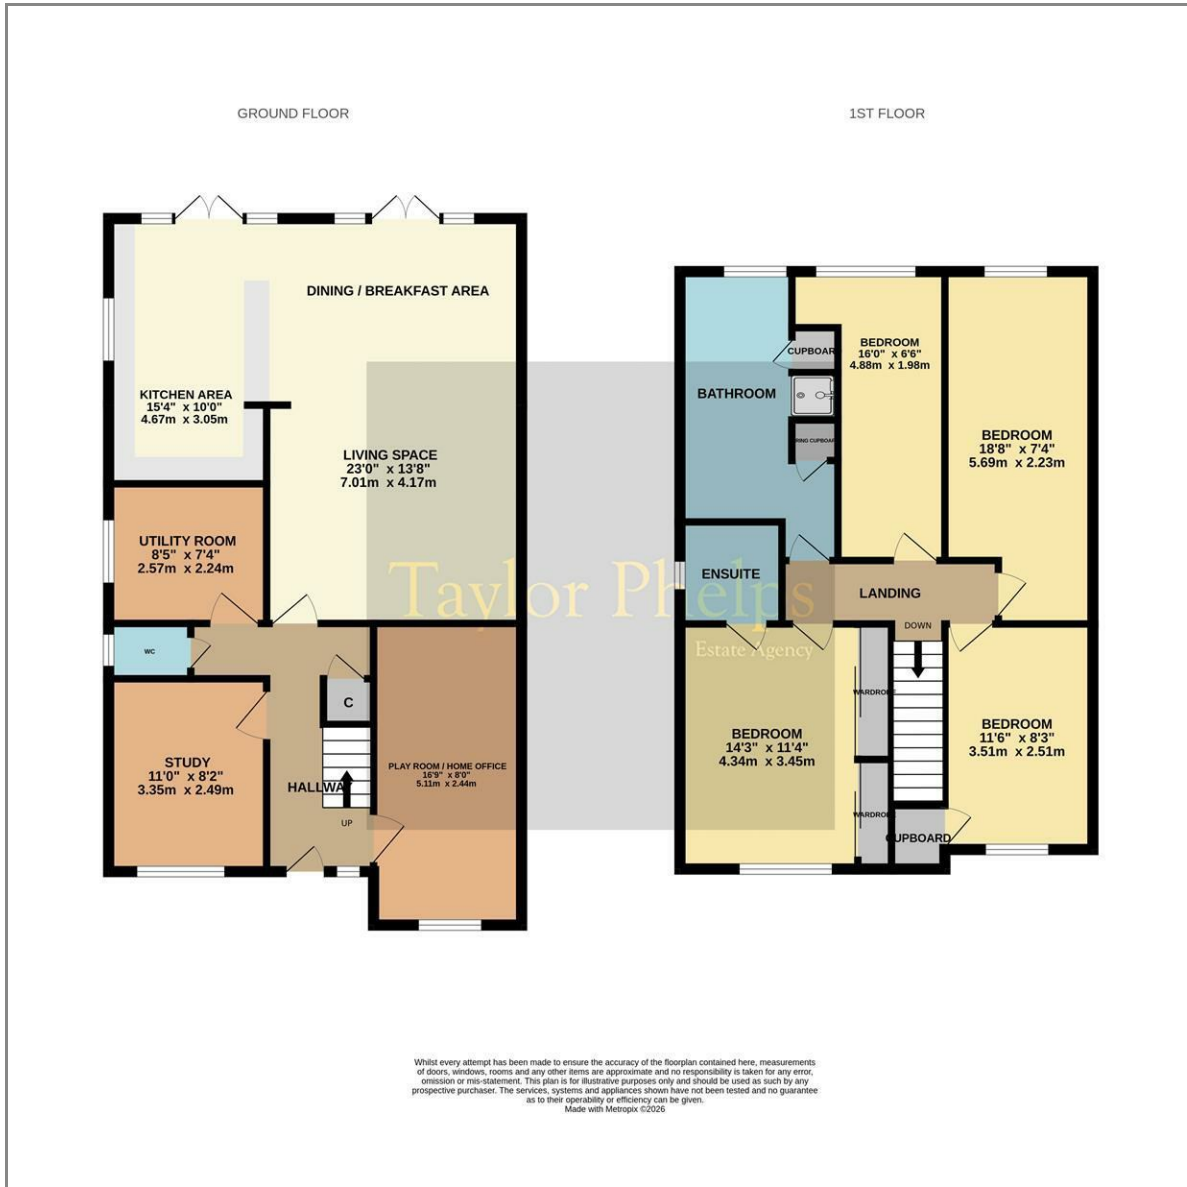 GROUND FLOOR
DINING / BREAKFAST AREA
KITCHEN AREA
15'4" x 10'0"
4.67m x 3.05m
LIVING SPACE
23'0" x 13'8"
7.01m x 4.17m
UTILITY ROOM
8'5" x 7'4"
2.57m x 2.24m
WC
C
STUDY
11'0" x 8'2"
3.35m x 2.49m
HALLWAY
UP
PLAY ROOM / HOME OFFICE
16'9" x 8'0"
5.11m x 2.44m
1ST FLOOR
CUPBOARD
BEDROOM
16'0" x 6'6"
4.88m x 1.98m
BATHROOM
CUPBOARD
BEDROOM
18'8" x 7'4"
5.69m x 2.23m
ENSUITE
LANDING
DOWN
WARDROBE
BEDROOM
14'3" x 11'4"
4.34m x 3.45m
BEDROOM
11'6" x 8'3"
3.51m x 2.51m
WARDROBE
CUPBOARD
Taylor Phelps
Estate Agency
Whilst every attempt has been made to ensure the accuracy of the floorplan contained here, measurements
of doors, windows, rooms and any other items are approximate and no responsibility is taken for any error,
omission or mis-statement. This plan is for illustrative purposes only and should be used as such by any
prospective purchaser. The services, systems and appliances shown have not been tested and no guarantee
as to their operability or efficiency can be given.
Made with Metropix ©2026